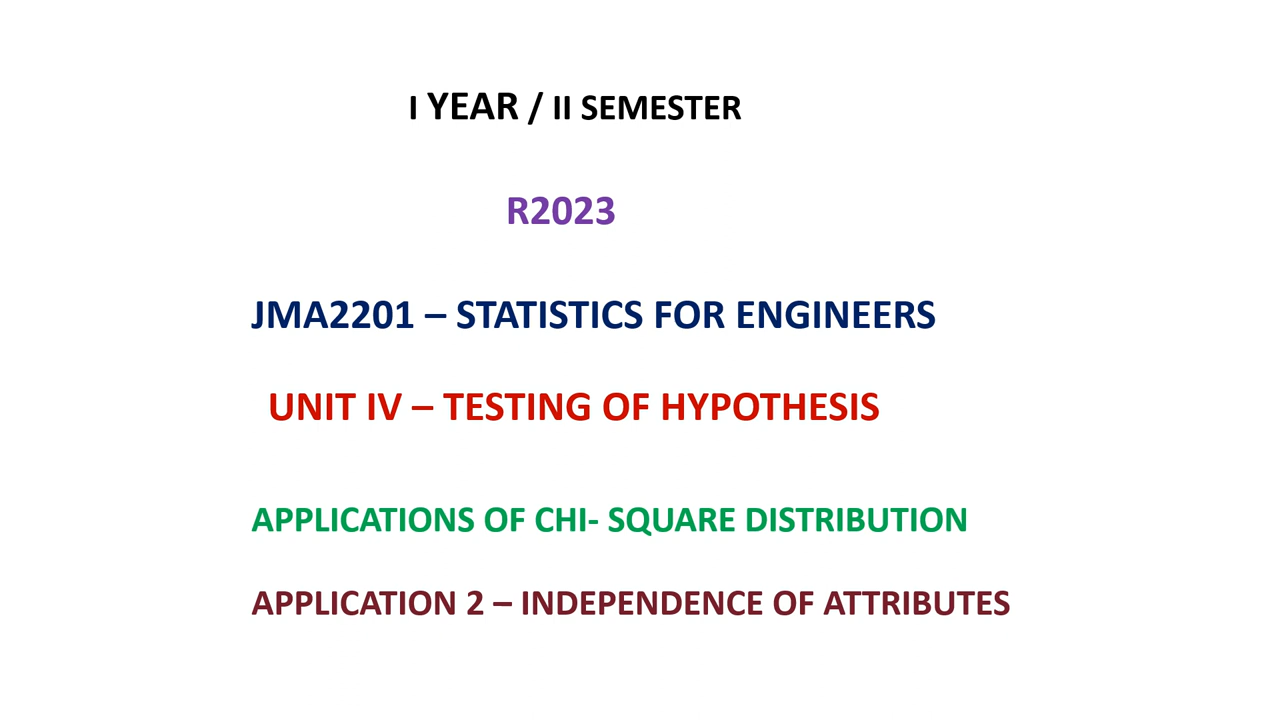 I YEAR / II SEMESTER
R2023
JMA2201 – STATISTICS FOR ENGINEERS
UNIT IV – TESTING OF HYPOTHESIS
APPLICATIONS OF CHI- SQUARE DISTRIBUTION
APPLICATION 2 – INDEPENDENCE OF ATTRIBUTES